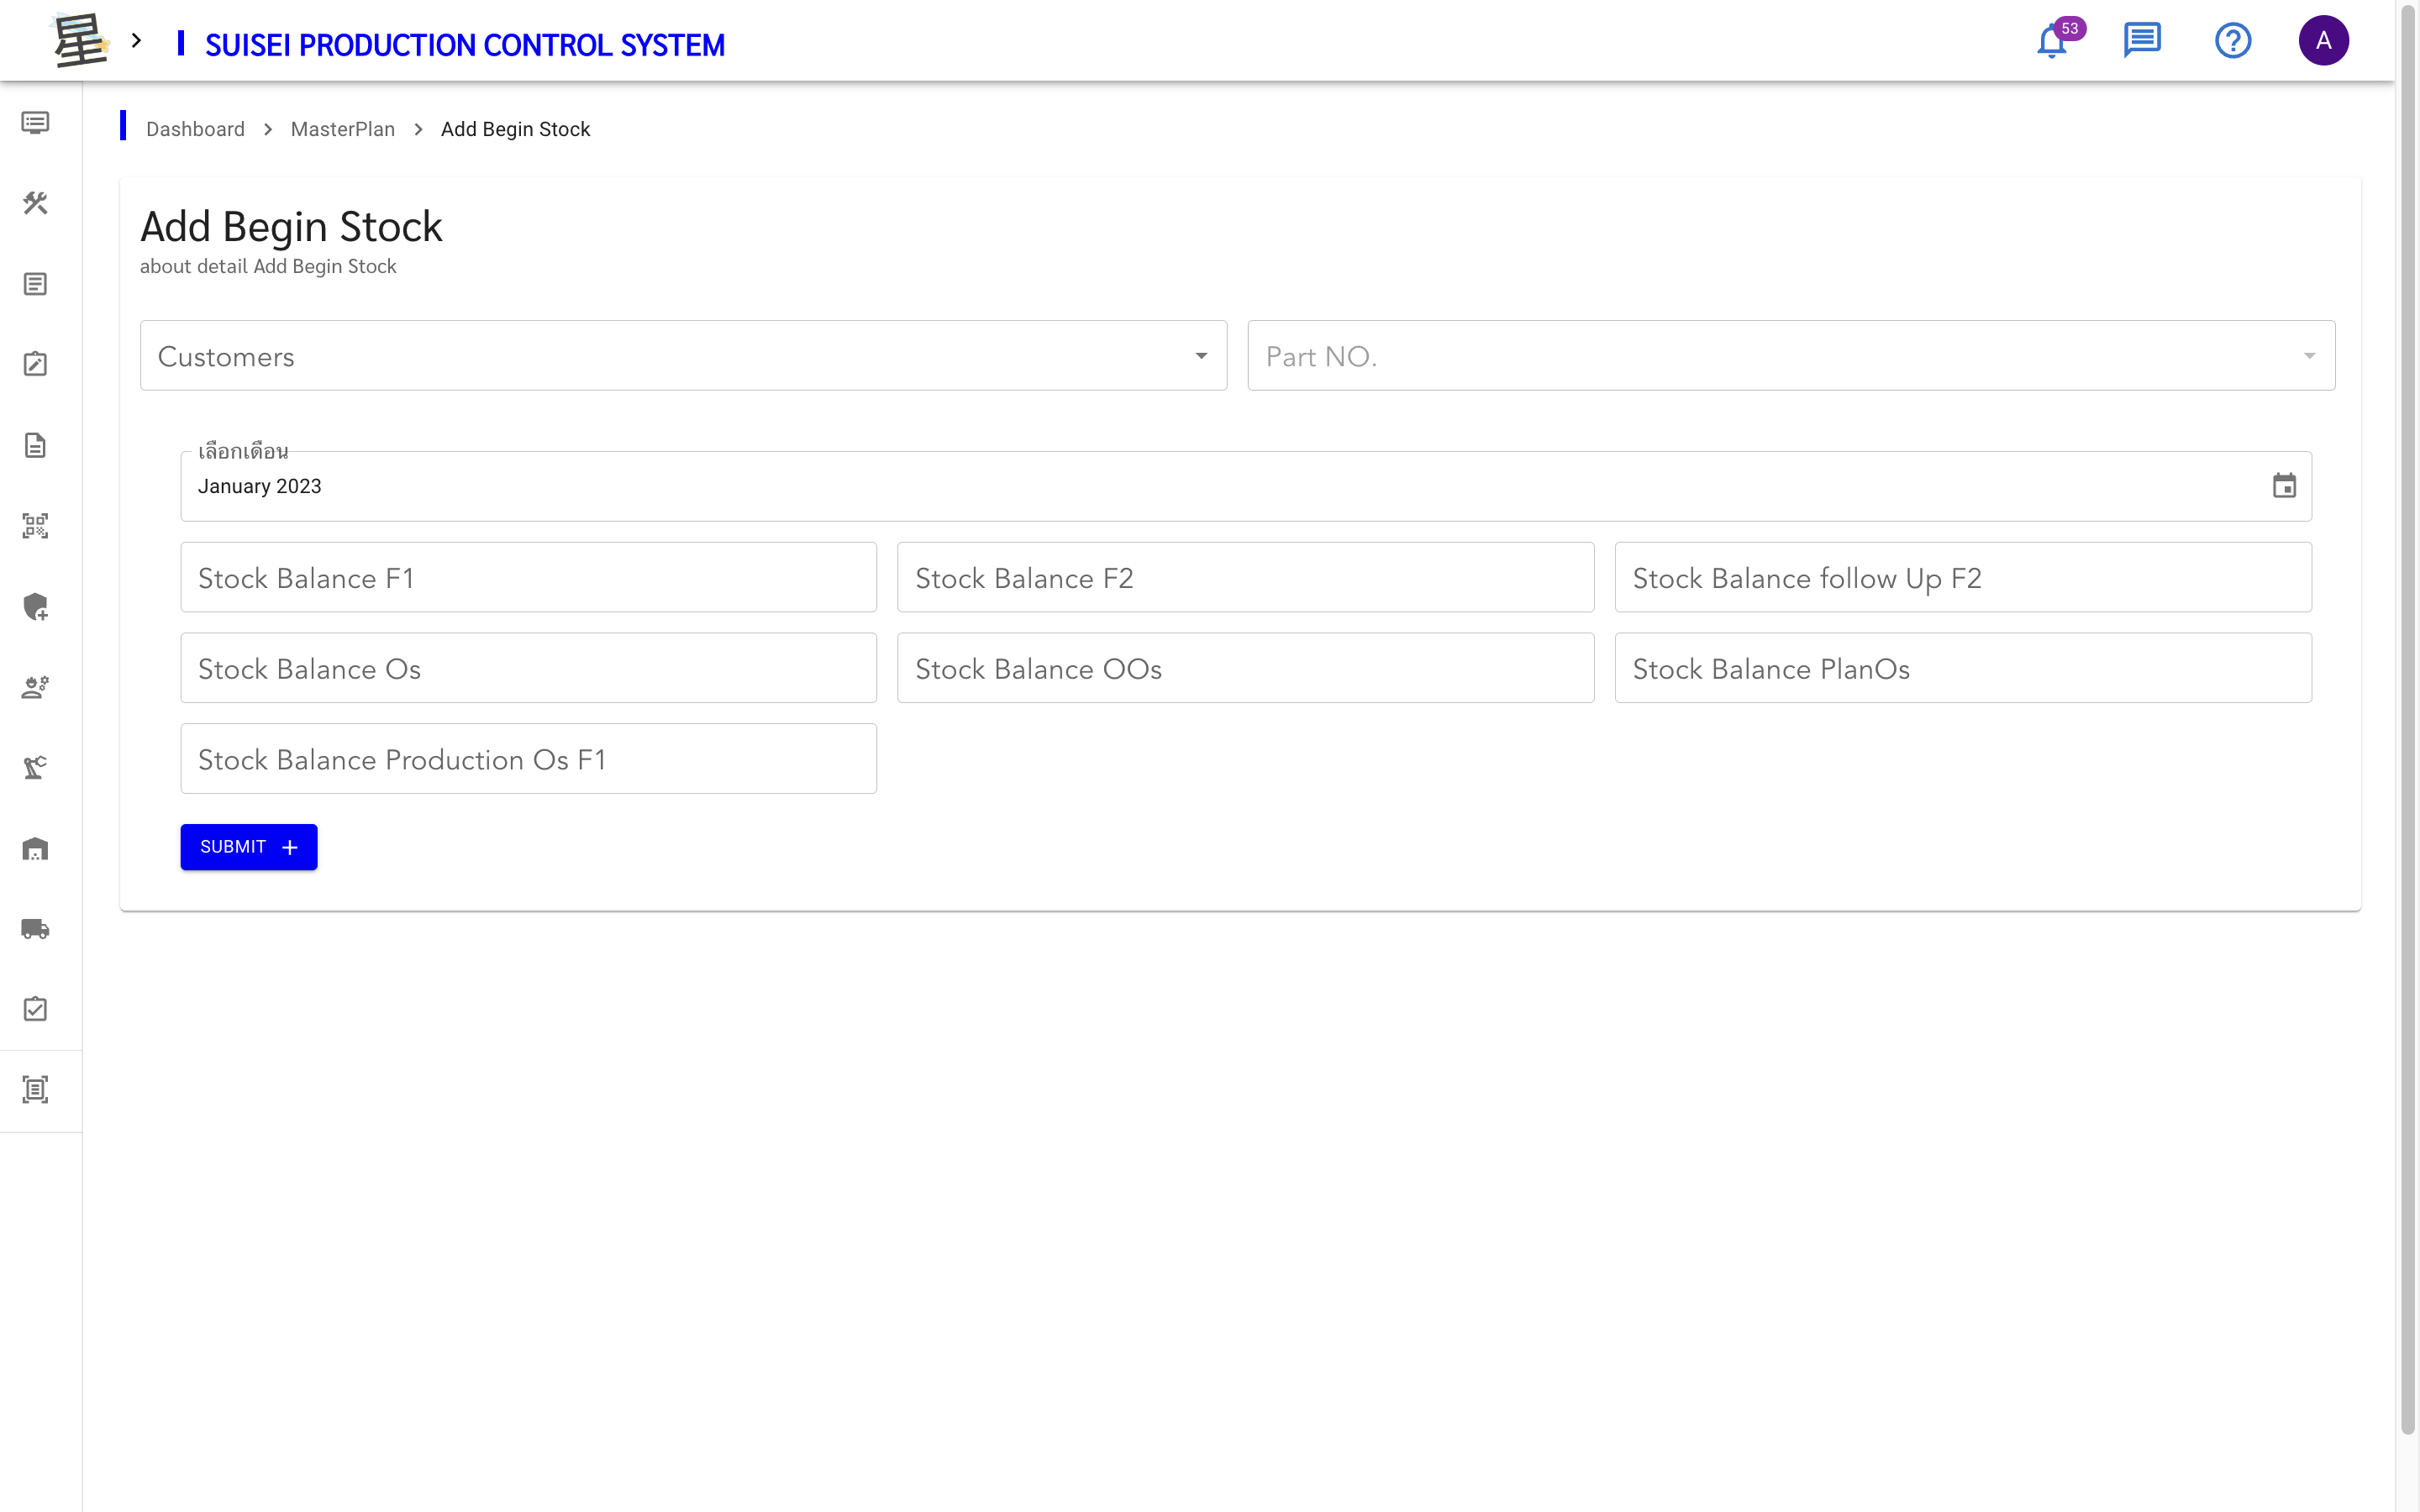 星
SUISEI PRODUCTION CONTROL SYSTEM
53
A
Dashboard > MasterPlan > Add Begin Stock
Add Begin Stock
about detail Add Begin Stock
Customers
Part NO.
เลือกเดือน
January 2023
Stock Balance F1
Stock Balance F2
Stock Balance follow Up F2
Stock Balance Os
Stock Balance OOs
Stock Balance PlanOs
Stock Balance Production Os F1
SUBMIT +